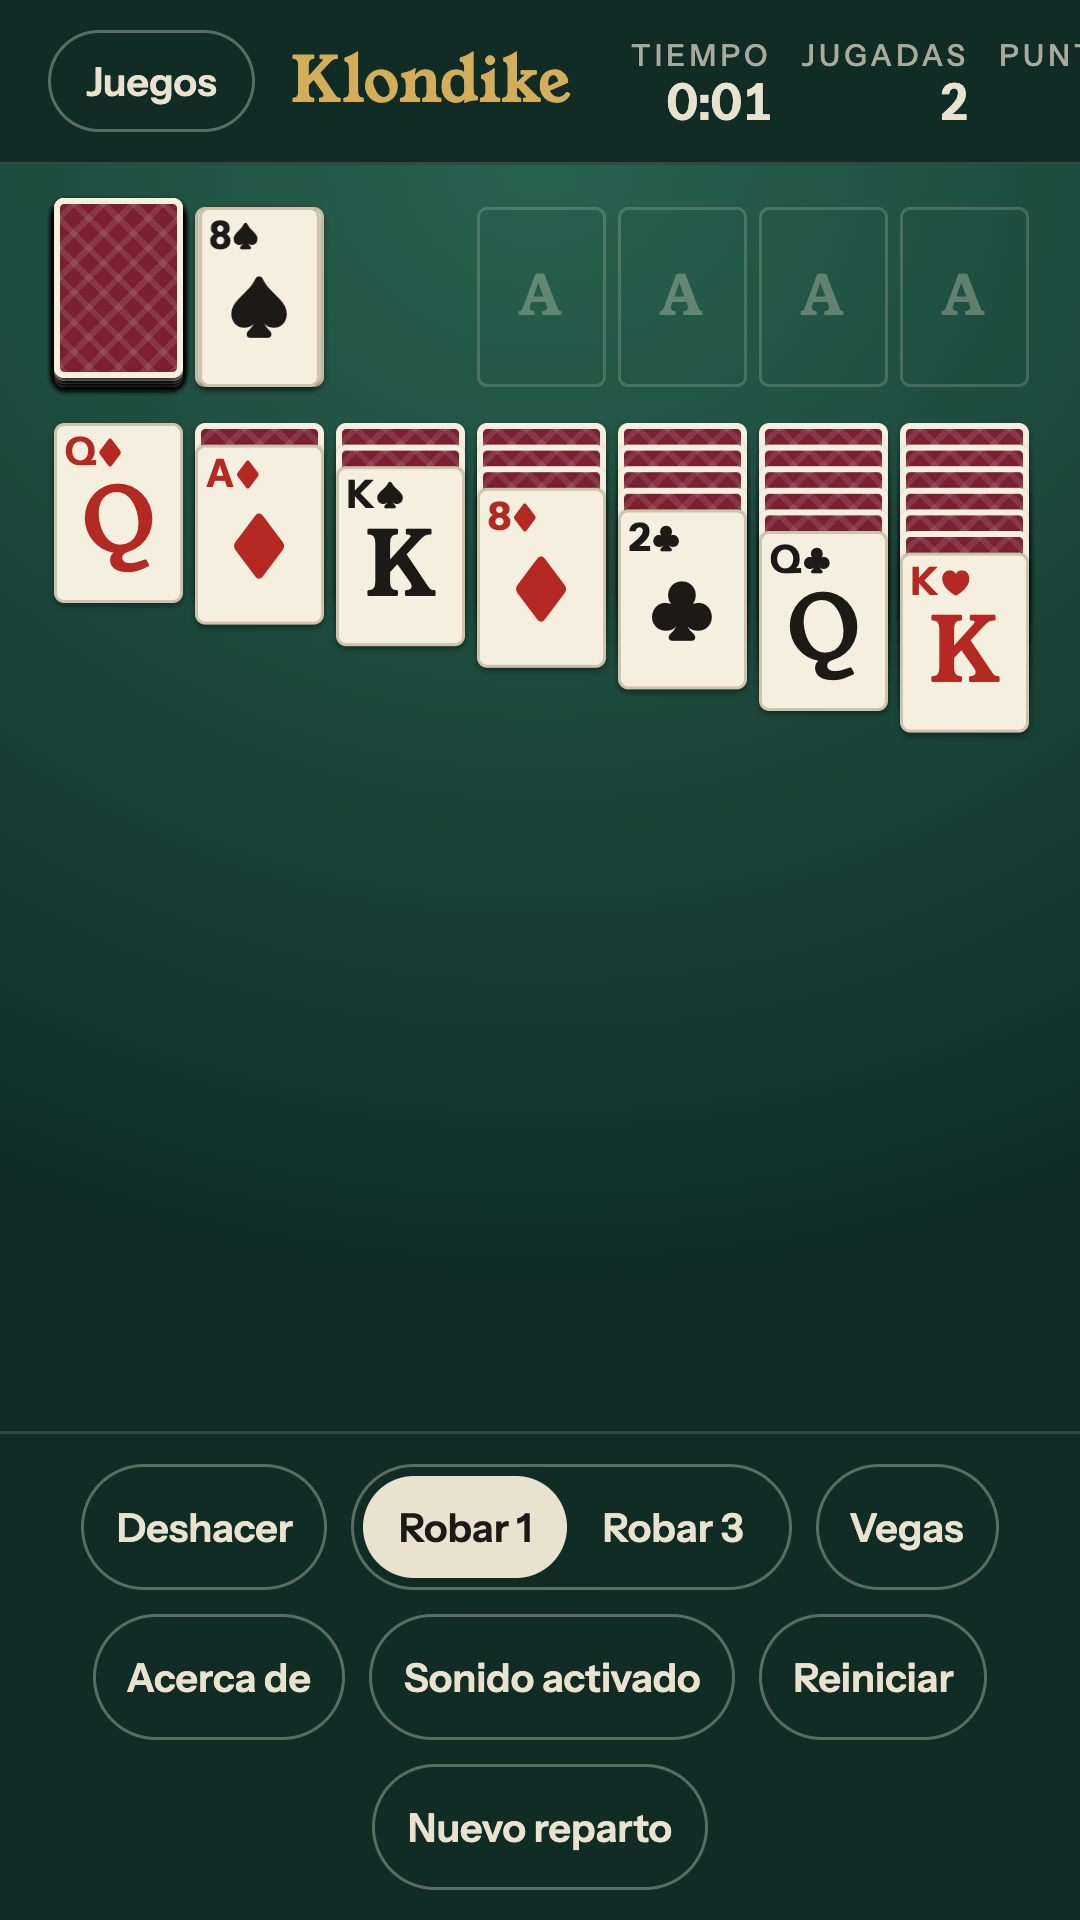 Juegos
Klondike
TIEMPO JUGADAS PUNT
0:01 2
8♠
A A A A
Q♦ Q
A♦
K♠ K
8♦
2♣
Q♣ Q
K♥ K
Deshacer
Robar 1 Robar 3
Vegas
Acerca de
Sonido activado
Reiniciar
Nuevo reparto